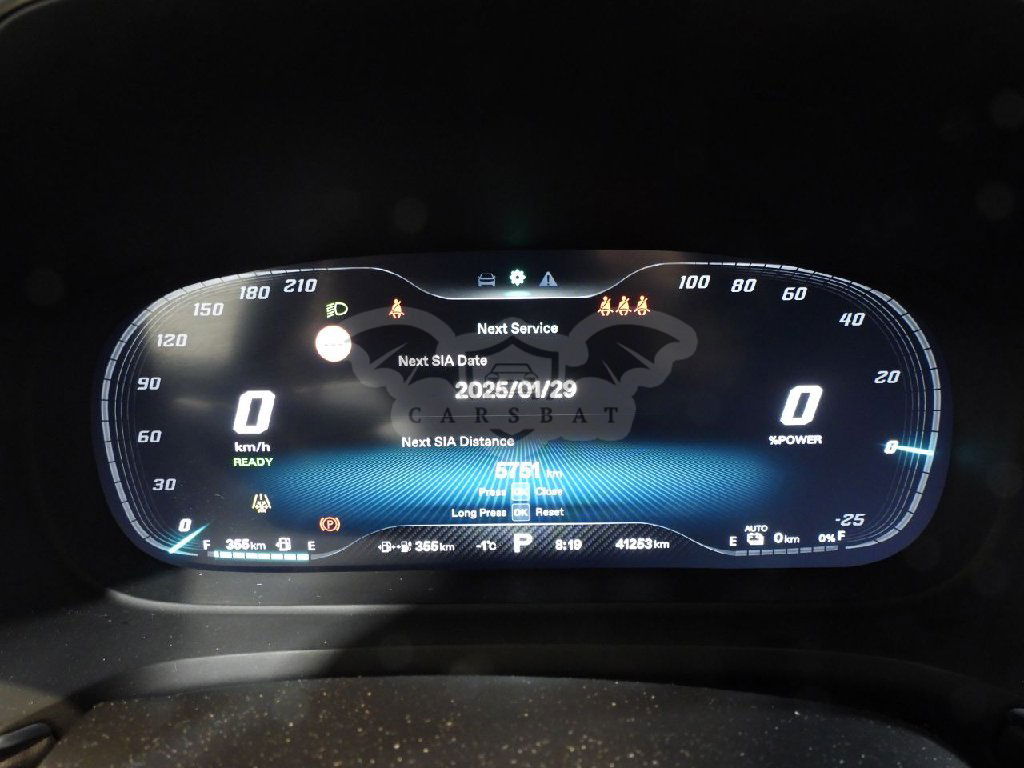 210
180
150
120
90
60
30
0
100
80
60
40
20
0
-25
Next Service
Next SIA Date
2025/01/29
CARSBAT
Next SIA Distance
5751 km
Press OK Close
Long Press OK Reset
0
km/h
READY
0
%POWER
F 355km E
355km -1°C P 8:19 41253km
AUTO
E 0km 0% F